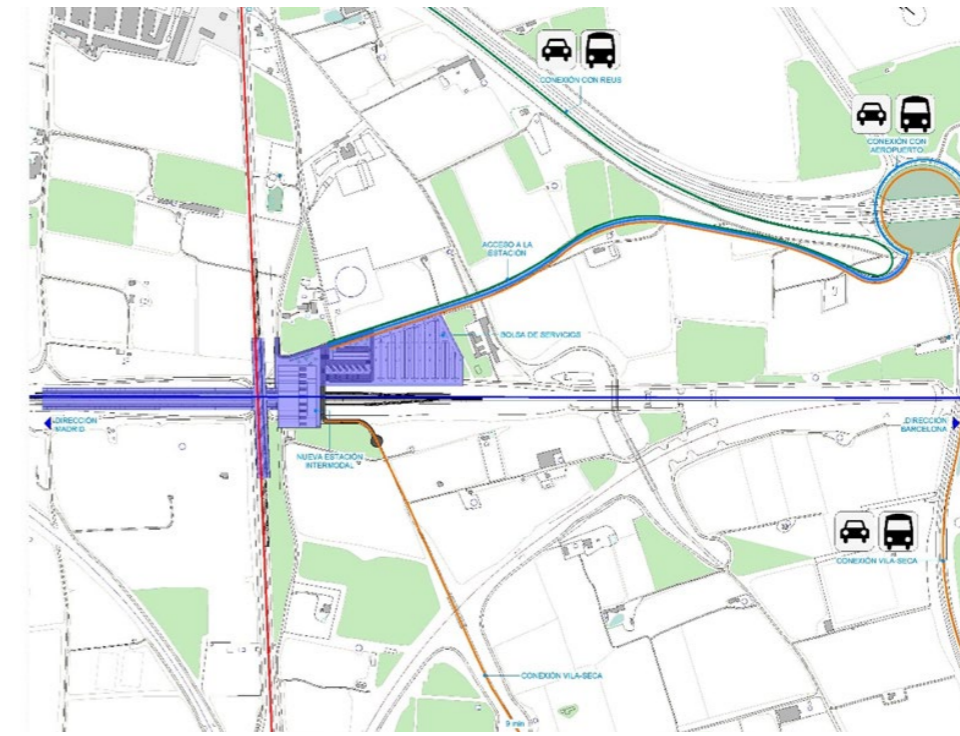 CONEXIÓN CON REUS
CONEXIÓN CON
AEROPUERTO
ACCESO A LA
ESTACIÓN
BOLSA DE SERVICIOS
DIRECCIÓN
MADRID
DIRECCIÓN
BARCELONA
NUEVA ESTACIÓN
INTERMODAL
CONEXIÓN VILA-SECA
CONEXIÓN VILA-SECA
9 min